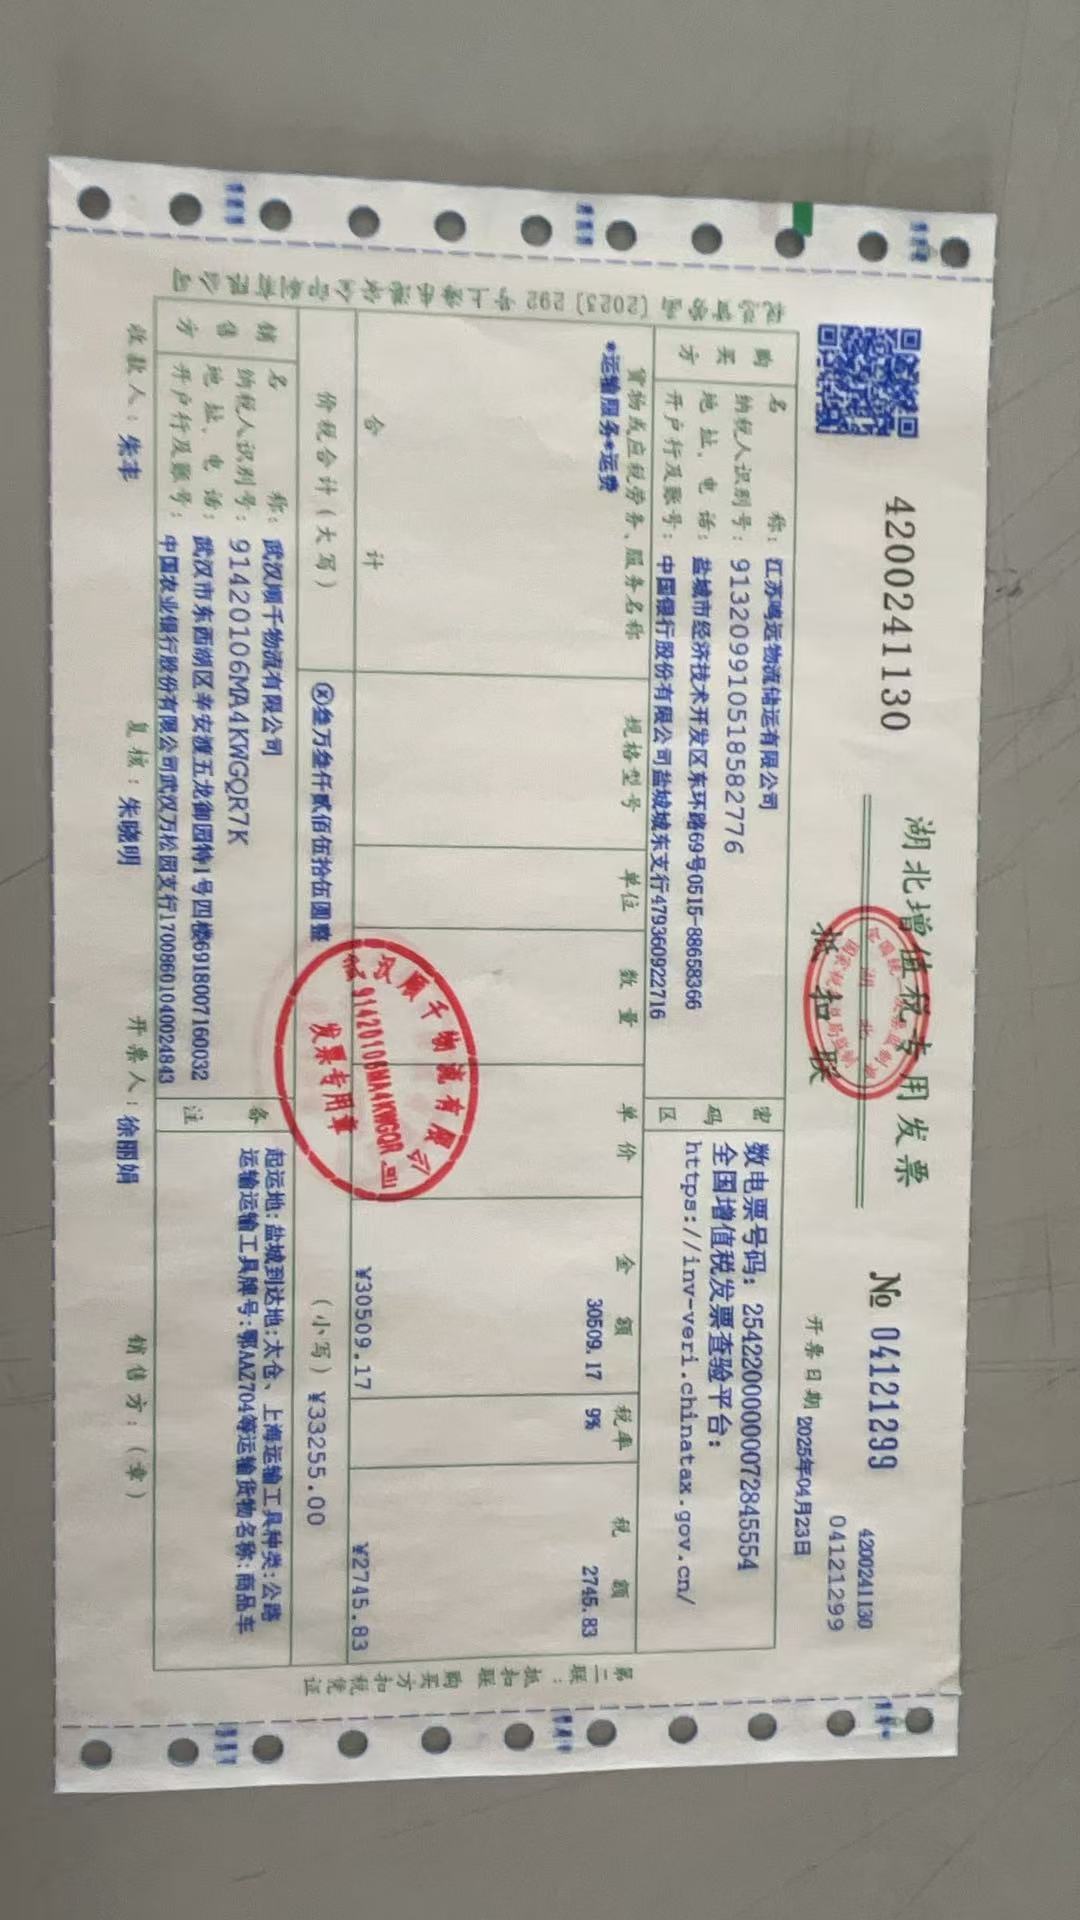 4200241130
湖北增值税专用发票
抵扣联
№ 04121299
4200241130
04121299
开票日期 2025年04月23日
购买方
名 称：江苏鸣远物流储运有限公司
纳税人识别号：913209910518582776
地址、电话：盐城市经济技术开发区东环路69号0515-88658366
开户行及账号：中国银行股份有限公司盐城城东支行479360922716
密码区
数电票号码：25422000000072845554
全国增值税发票查验平台：
https://inv-veri.chinatax.gov.cn/
货物或应税劳务、服务名称 规格型号 单位 数量 单价 金额 税率 税额
*运输服务*运费 30509.17 9% 2745.83
合计 ¥30509.17 ¥2745.83
价税合计（大写） ⊗叁万叁仟贰佰伍拾伍圆整 （小写）¥33255.00
销售方
名 称：武汉顺千物流有限公司
纳税人识别号：91420106MA4KWGQR7K
地址、电话：武汉市东西湖区辛安渡五龙御园特1号四楼6918007160032
开户行及账号：中国农业银行股份有限公司武汉万松园支行17008601040024843
备注
起运地:盐城到达地:太仓、上海运输工具种类:公路
运输运输工具牌号:鄂AAZ704等运输货物名称:商品车
收款人：朱丰 复核：朱晓明 开票人：徐丽娟 销售方：（章）
汉顺千物流有限公
发票专用章
第二联：抵扣联 购买方扣税凭证